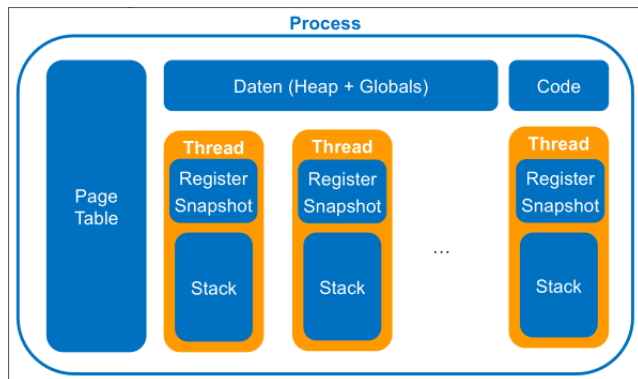 Process
Page
Table
Daten (Heap + Globals)
Code
Thread
Register
Snapshot
Stack
Thread
Register
Snapshot
Stack
...
Thread
Register
Snapshot
Stack